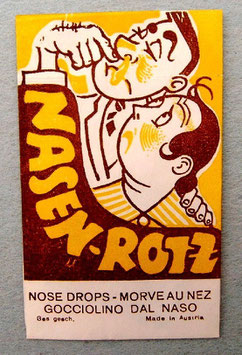 NASEN-ROTZ
NOSE DROPS - MORVE AU NEZ
GOCCIOLINO DAL NASO
Ges gesch. Made in Austria